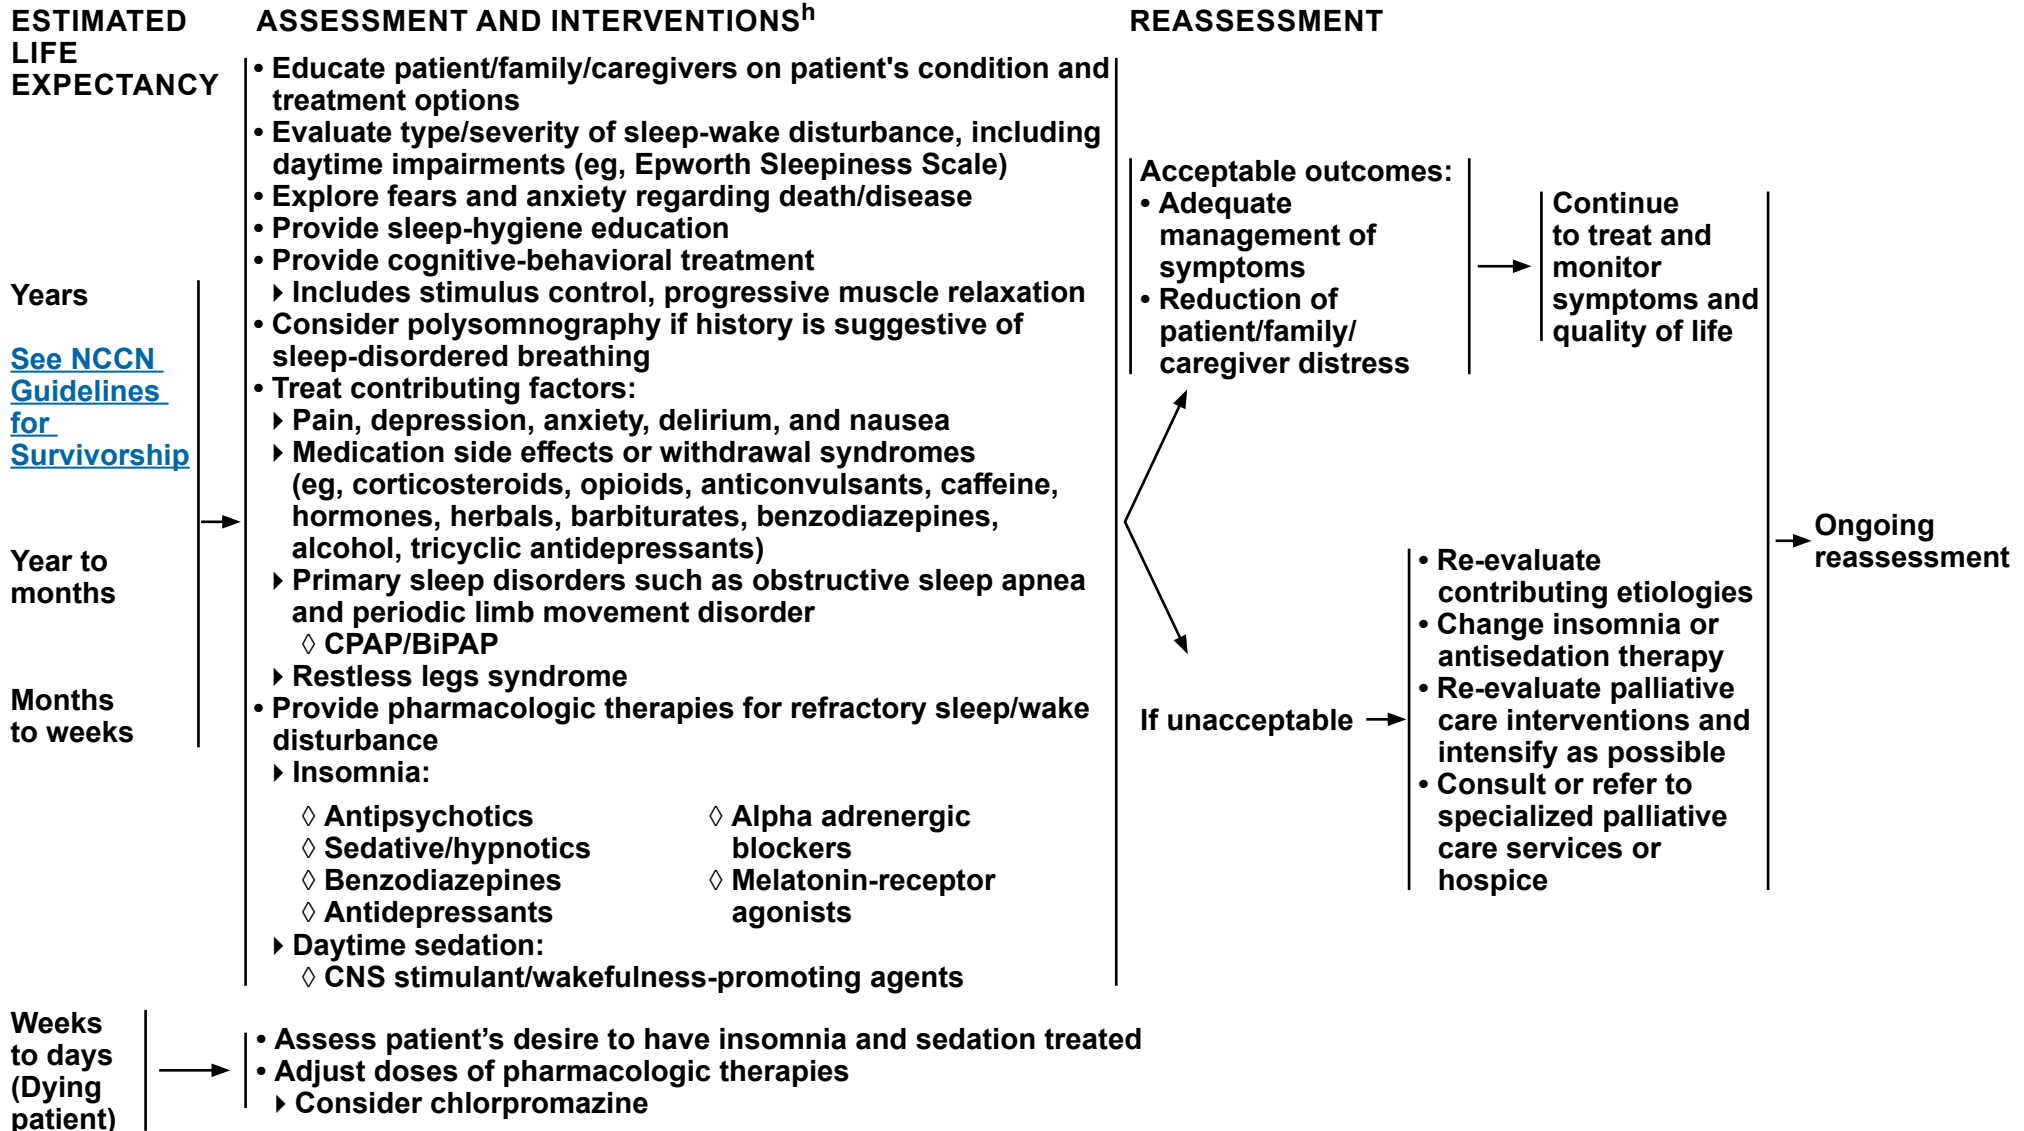 ESTIMATED
LIFE
EXPECTANCY
ASSESSMENT AND INTERVENTIONSh
REASSESSMENT
Years
See NCCN
Guidelines
for
Survivorship
Year to
months
Months
to weeks
• Educate patient/family/caregivers on patient's condition and
treatment options
• Evaluate type/severity of sleep-wake disturbance, including
daytime impairments (eg, Epworth Sleepiness Scale)
• Explore fears and anxiety regarding death/disease
• Provide sleep-hygiene education
• Provide cognitive-behavioral treatment
▸ Includes stimulus control, progressive muscle relaxation
• Consider polysomnography if history is suggestive of
sleep-disordered breathing
• Treat contributing factors:
▸ Pain, depression, anxiety, delirium, and nausea
▸ Medication side effects or withdrawal syndromes
(eg, corticosteroids, opioids, anticonvulsants, caffeine,
hormones, herbals, barbiturates, benzodiazepines,
alcohol, tricyclic antidepressants)
▸ Primary sleep disorders such as obstructive sleep apnea
and periodic limb movement disorder
◊ CPAP/BiPAP
▸ Restless legs syndrome
• Provide pharmacologic therapies for refractory sleep/wake
disturbance
▸ Insomnia:
◊ Antipsychotics
◊ Sedative/hypnotics
◊ Benzodiazepines
◊ Antidepressants
◊ Alpha adrenergic
blockers
◊ Melatonin-receptor
agonists
▸ Daytime sedation:
◊ CNS stimulant/wakefulness-promoting agents
Acceptable outcomes:
• Adequate
management of
symptoms
• Reduction of
patient/family/
caregiver distress
Continue
to treat and
monitor
symptoms and
quality of life
If unacceptable
• Re-evaluate
contributing etiologies
• Change insomnia or
antisedation therapy
• Re-evaluate palliative
care interventions and
intensify as possible
• Consult or refer to
specialized palliative
care services or
hospice
Ongoing
reassessment
Weeks
to days
(Dying
patient)
• Assess patient’s desire to have insomnia and sedation treated
• Adjust doses of pharmacologic therapies
▸ Consider chlorpromazine